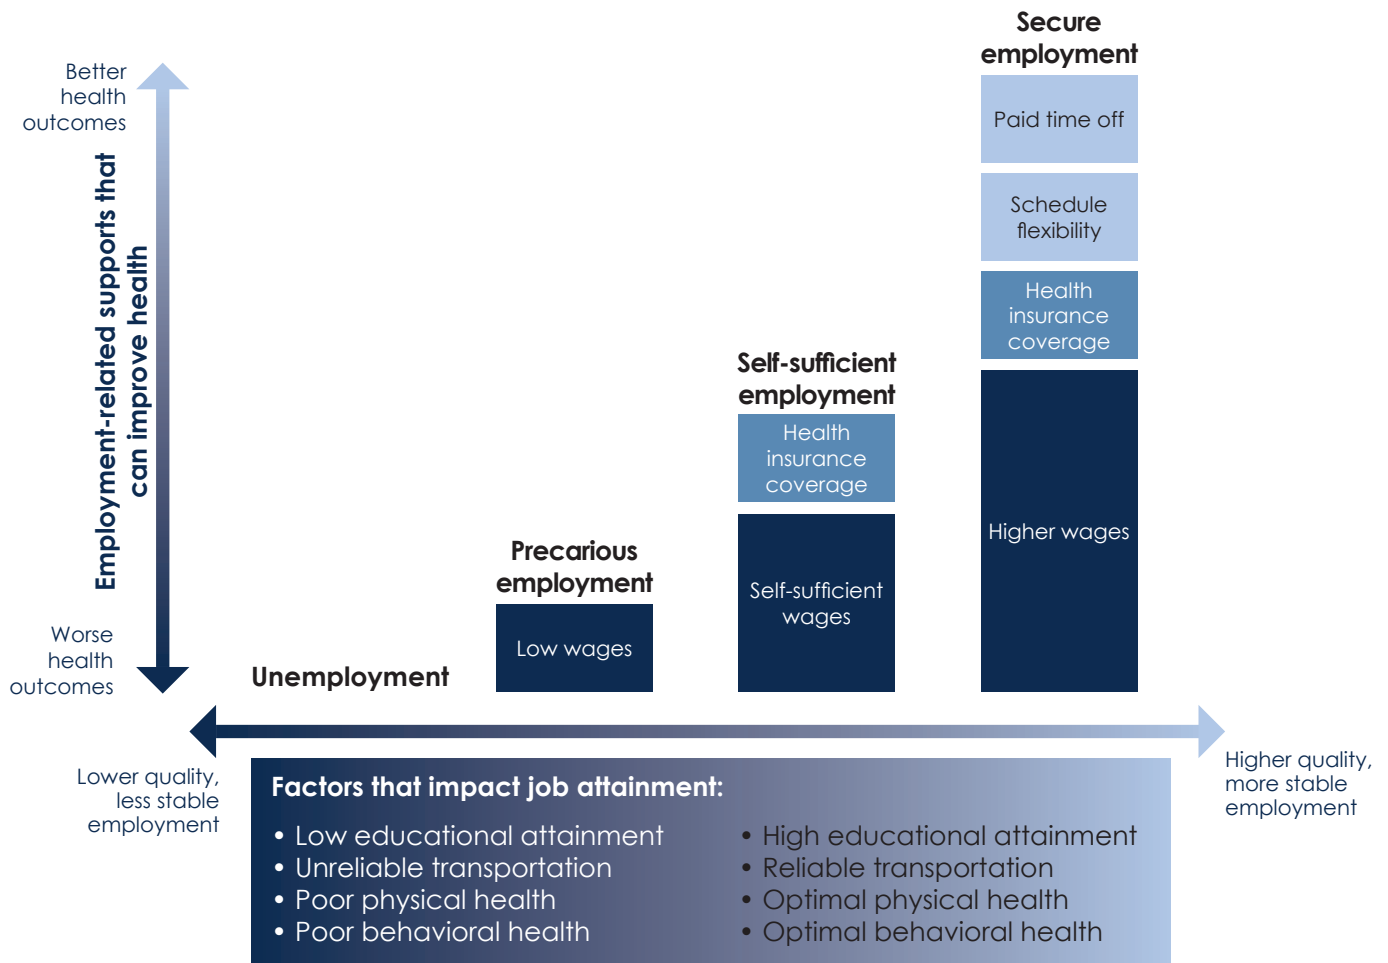 Better
health
outcomes
Employment-related supports that
can improve health
Worse
health
outcomes
Unemployment
Precarious
employment
Low wages
Self-sufficient
employment
Health
insurance
coverage
Self-sufficient
wages
Secure
employment
Paid time off
Schedule
flexibility
Health
insurance
coverage
Higher wages
Lower quality,
less stable
employment
Higher quality,
more stable
employment
Factors that impact job attainment:
• Low educational attainment
• Unreliable transportation
• Poor physical health
• Poor behavioral health
• High educational attainment
• Reliable transportation
• Optimal physical health
• Optimal behavioral health